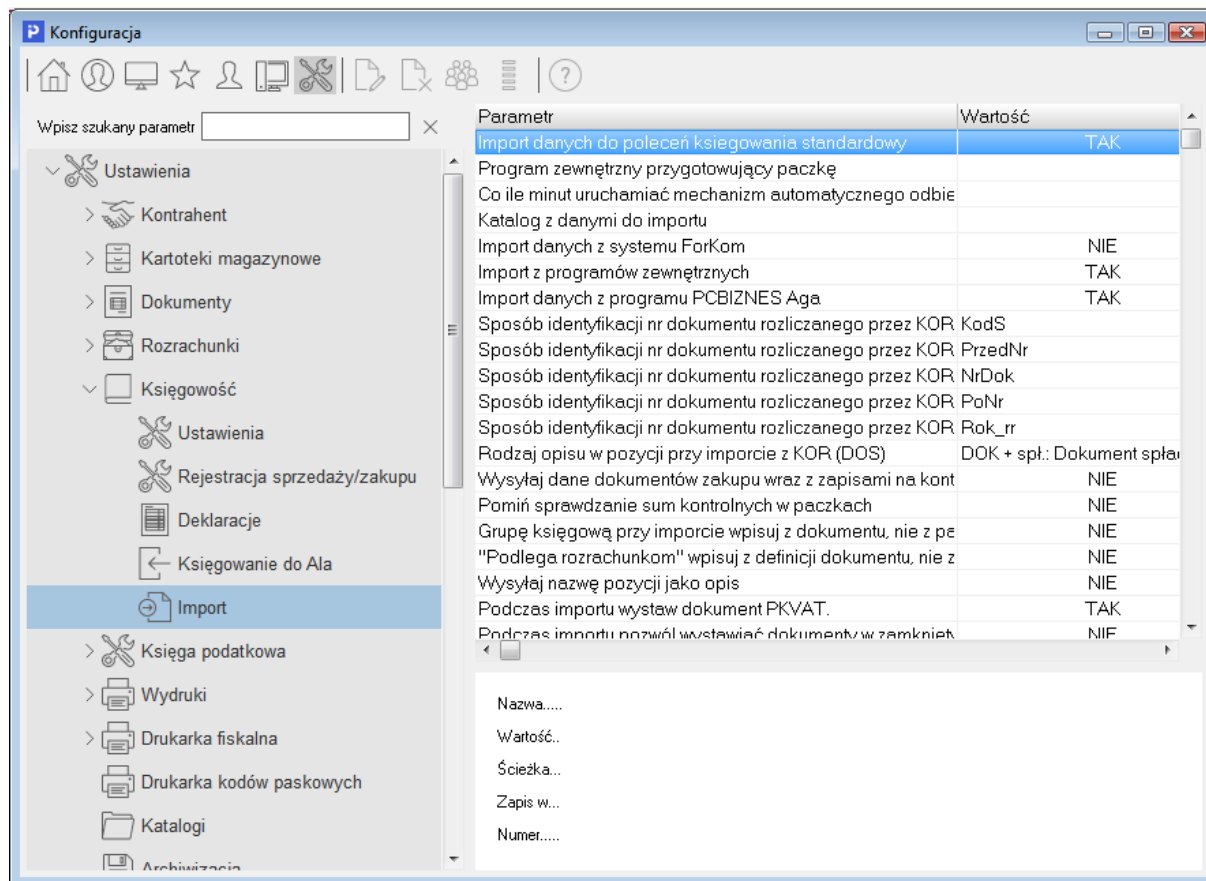 Konfiguracja
Wpisz szukany parametr
Ustawienia
Kontrahent
Kartoteki magazynowe
Dokumenty
Rozrachunki
Księgowość
Ustawienia
Rejestracja sprzedaży/zakupu
Deklaracje
Księgowanie do Ala
Import
Księga podatkowa
Wydruki
Drukarka fiskalna
Drukarka kodów paskowych
Katalogi
Archiwizacja
Parametr Wartość
Import danych do poleceń ksiegowania standardowy TAK
Program zewnętrzny przygotowujący paczkę
Co ile minut uruchamiać mechanizm automatycznego odbie
Katalog z danymi do importu
Import danych z systemu ForKom NIE
Import z programów zewnętrznych TAK
Import danych z programu PCBIZNES Aga TAK
Sposób identyfikacji nr dokumentu rozliczanego przez KOR KodS
Sposób identyfikacji nr dokumentu rozliczanego przez KOR PrzedNr
Sposób identyfikacji nr dokumentu rozliczanego przez KOR NrDok
Sposób identyfikacji nr dokumentu rozliczanego przez KOR PoNr
Sposób identyfikacji nr dokumentu rozliczanego przez KOR Rok_rr
Rodzaj opisu w pozycji przy imporcie z KOR (DOS) DOK + spł.: Dokument spła
Wysyłaj dane dokumentów zakupu wraz z zapisami na kont NIE
Pomiń sprawdzanie sum kontrolnych w paczkach NIE
Grupę księgową przy imporcie wpisuj z dokumentu, nie z pa NIE
"Podlega rozrachunkom" wpisuj z definicji dokumentu, nie z NIE
Wysyłaj nazwę pozycji jako opis NIE
Podczas importu wystaw dokument PKVAT. TAK
Podczas importu pozwól wystawiać dokumenty w zamknięt NIE
Nazwa.....
Wartość..
Ścieżka...
Zapis w...
Numer.....